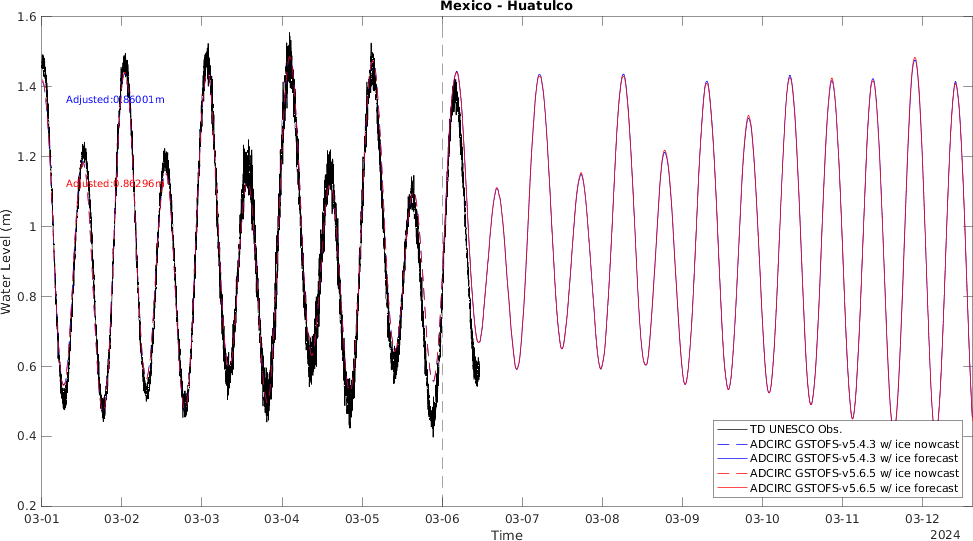 Mexico - Huatulco
1.6
1.4
1.2
1
0.8
0.6
0.4
0.2
Water Level (m)
Adjusted:0.86001m
Adjusted:0.86296m
TD UNESCO Obs.
ADCIRC GSTOFS-v5.4.3 w/ ice nowcast
ADCIRC GSTOFS-v5.4.3 w/ ice forecast
ADCIRC GSTOFS-v5.6.5 w/ ice nowcast
ADCIRC GSTOFS-v5.6.5 w/ ice forecast
03-01 03-02 03-03 03-04 03-05 03-06 03-07 03-08 03-09 03-10 03-11 03-12
Time
2024